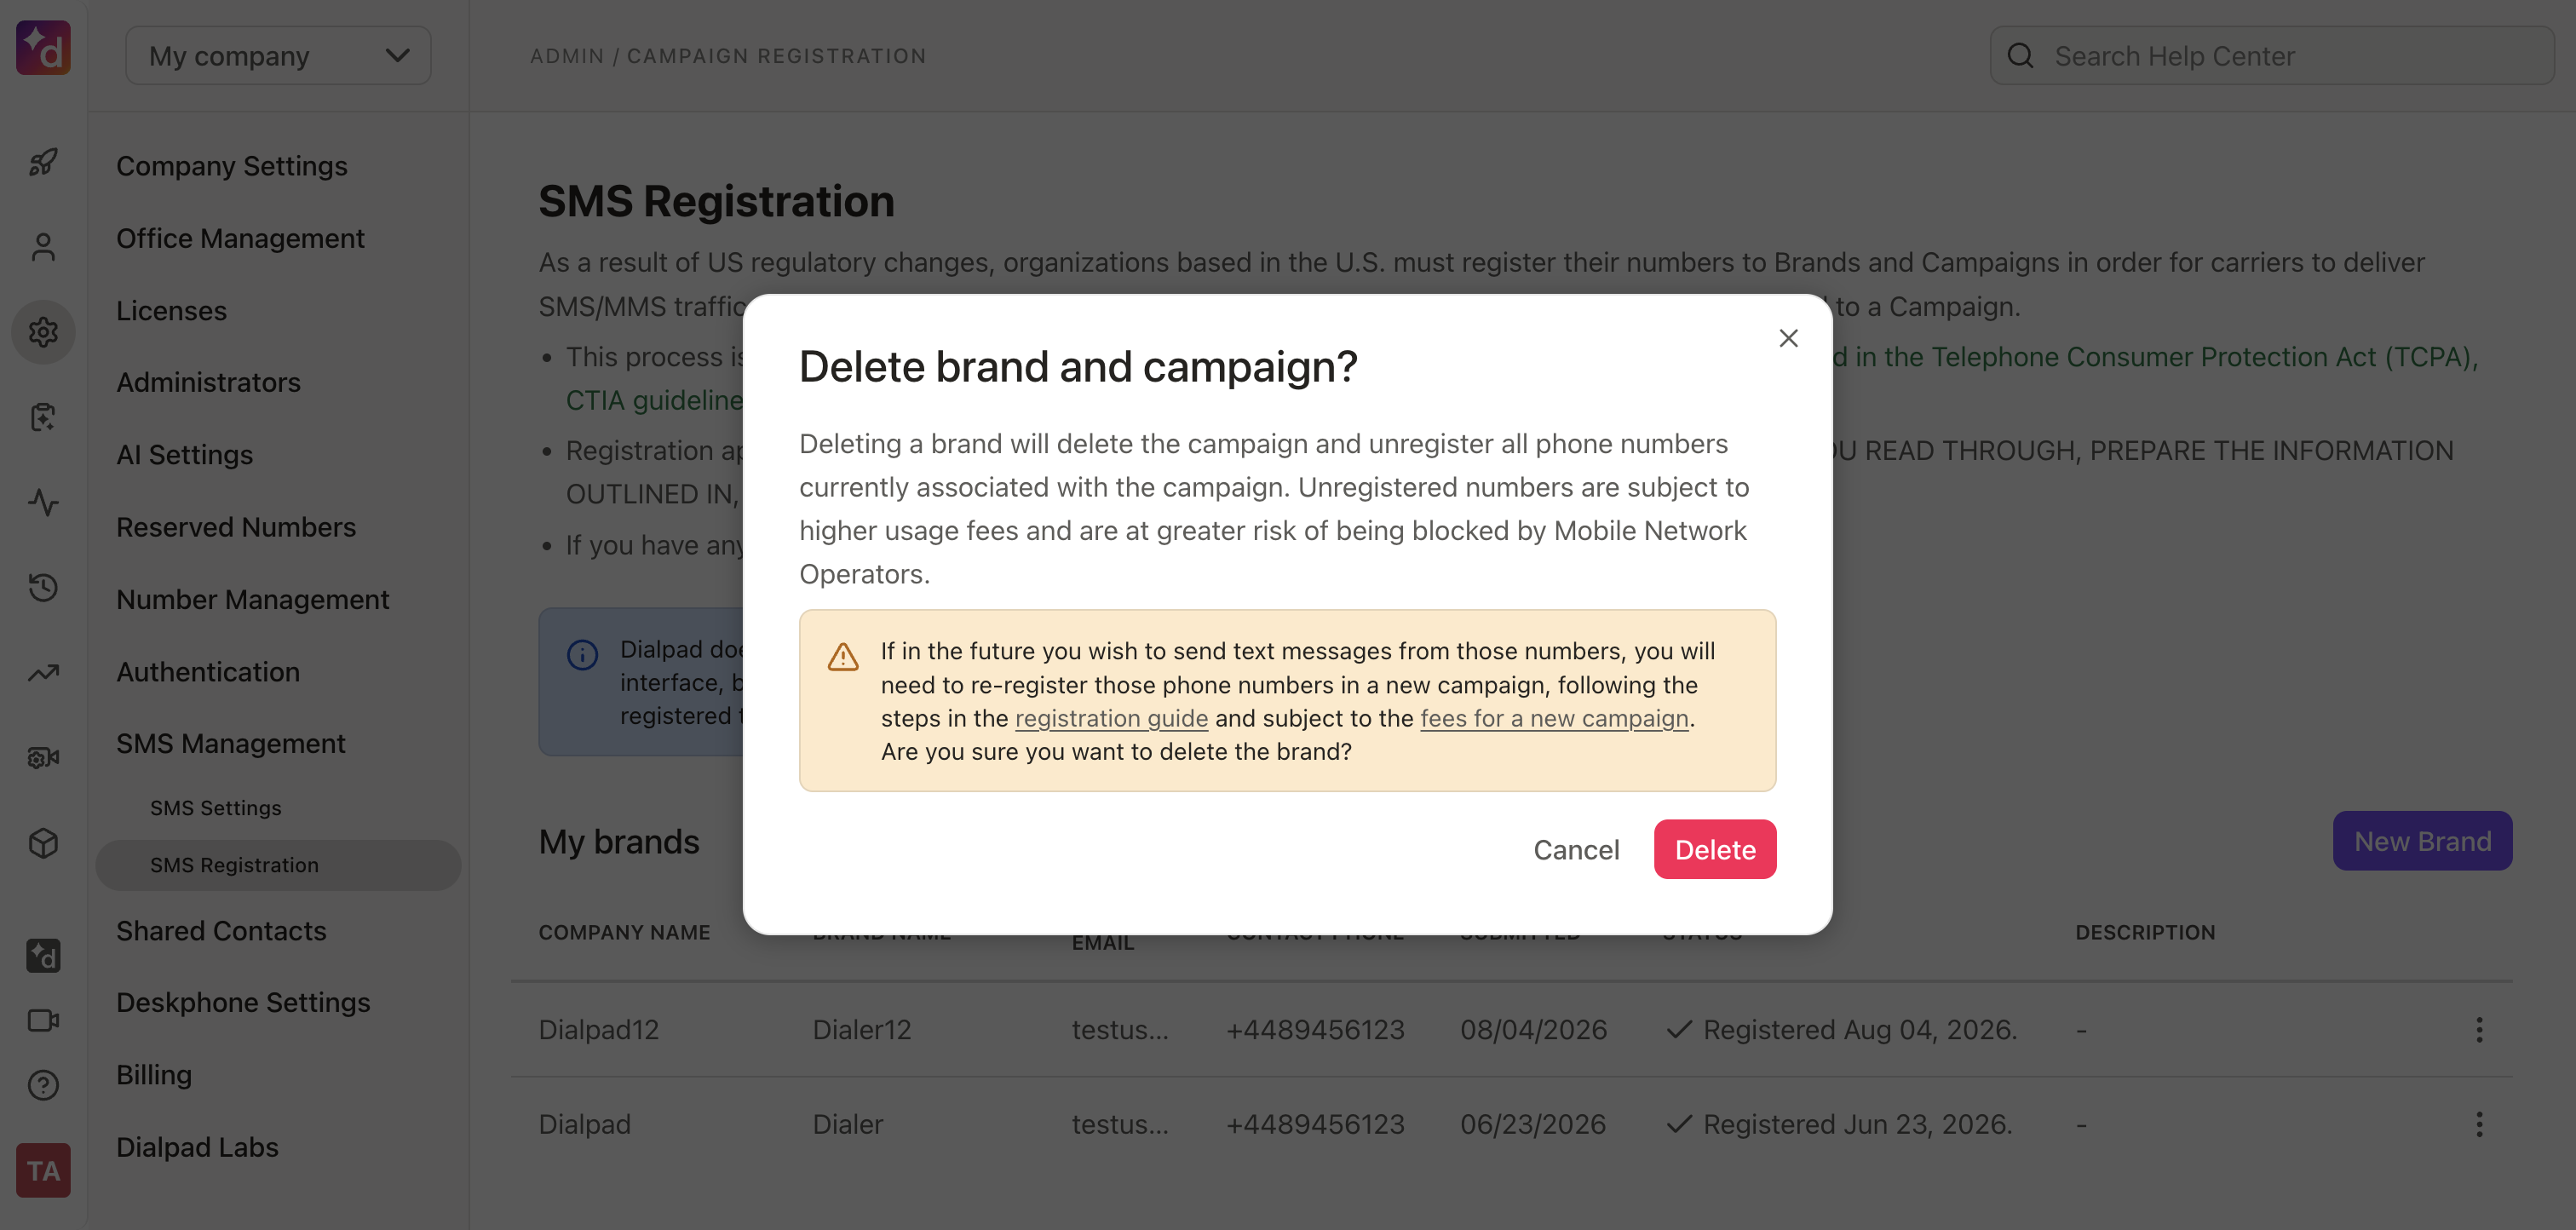 My company
ADMIN / CAMPAIGN REGISTRATION
Search Help Center
Company Settings
Office Management
Licenses
Administrators
AI Settings
Reserved Numbers
Number Management
Authentication
SMS Management
SMS Settings
SMS Registration
Shared Contacts
Deskphone Settings
Billing
Dialpad Labs
TA
SMS Registration
As a result of US regulatory changes, organizations based in the U.S. must register their numbers to Brands and Campaigns in order for carriers to deliver
SMS/MMS traffic to a Campaign.
• This process is d in the Telephone Consumer Protection Act (TCPA),
CTIA guideline
• Registration ap OU READ THROUGH, PREPARE THE INFORMATION
OUTLINED IN,
• If you have any
Dialpad doe
interface, b
registered t
Delete brand and campaign?
Deleting a brand will delete the campaign and unregister all phone numbers
currently associated with the campaign. Unregistered numbers are subject to
higher usage fees and are at greater risk of being blocked by Mobile Network
Operators.
If in the future you wish to send text messages from those numbers, you will
need to re-register those phone numbers in a new campaign, following the
steps in the registration guide and subject to the fees for a new campaign.
Are you sure you want to delete the brand?
Cancel Delete
My brands
New Brand
COMPANY NAME BRAND NAME EMAIL CONTACT PHONE SUBMITTED STATUS DESCRIPTION
Dialpad12 Dialer12 testus... +4489456123 08/04/2026 Registered Aug 04, 2026. -
Dialpad Dialer testus... +4489456123 06/23/2026 Registered Jun 23, 2026. -